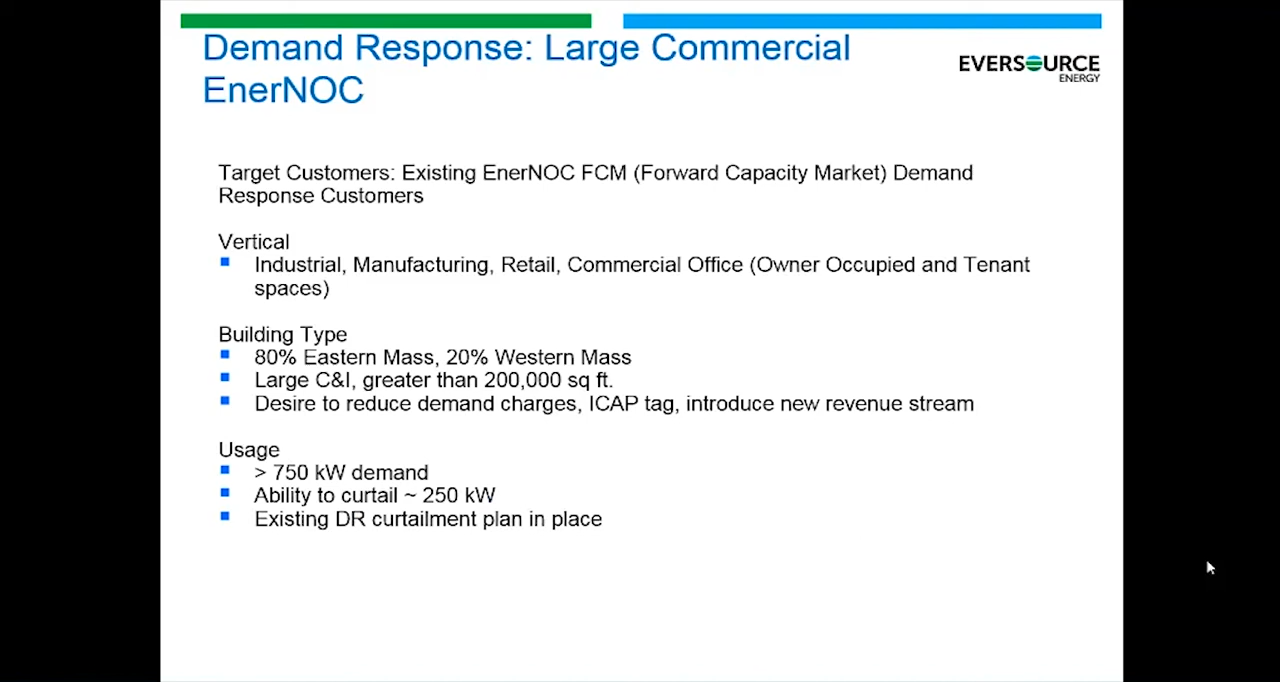 Demand Response: Large Commercial
EnerNOC
EVERSOURCE
ENERGY
Target Customers: Existing EnerNOC FCM (Forward Capacity Market) Demand
Response Customers
Vertical
Industrial, Manufacturing, Retail, Commercial Office (Owner Occupied and Tenant
spaces)
Building Type
80% Eastern Mass, 20% Western Mass
Large C&I, greater than 200,000 sq ft.
Desire to reduce demand charges, ICAP tag, introduce new revenue stream
Usage
> 750 kW demand
Ability to curtail ~ 250 kW
Existing DR curtailment plan in place